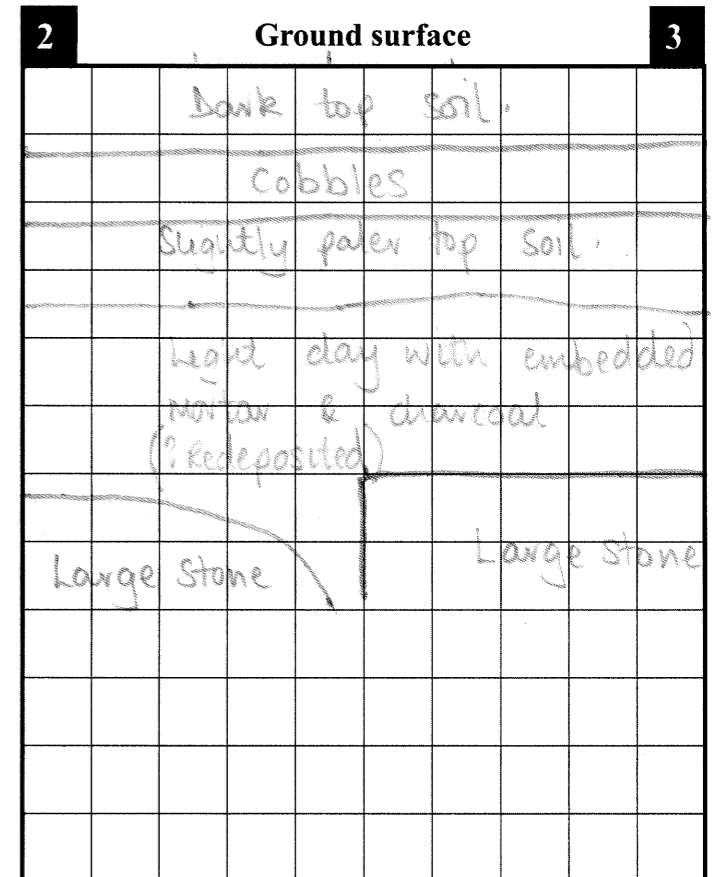 2 Ground surface 3
Dark top soil.
Cobbles
Slightly paler top soil.
Light clay with embedded
mortar & charcoal
(? Redeposited)
Large stone
Large stone